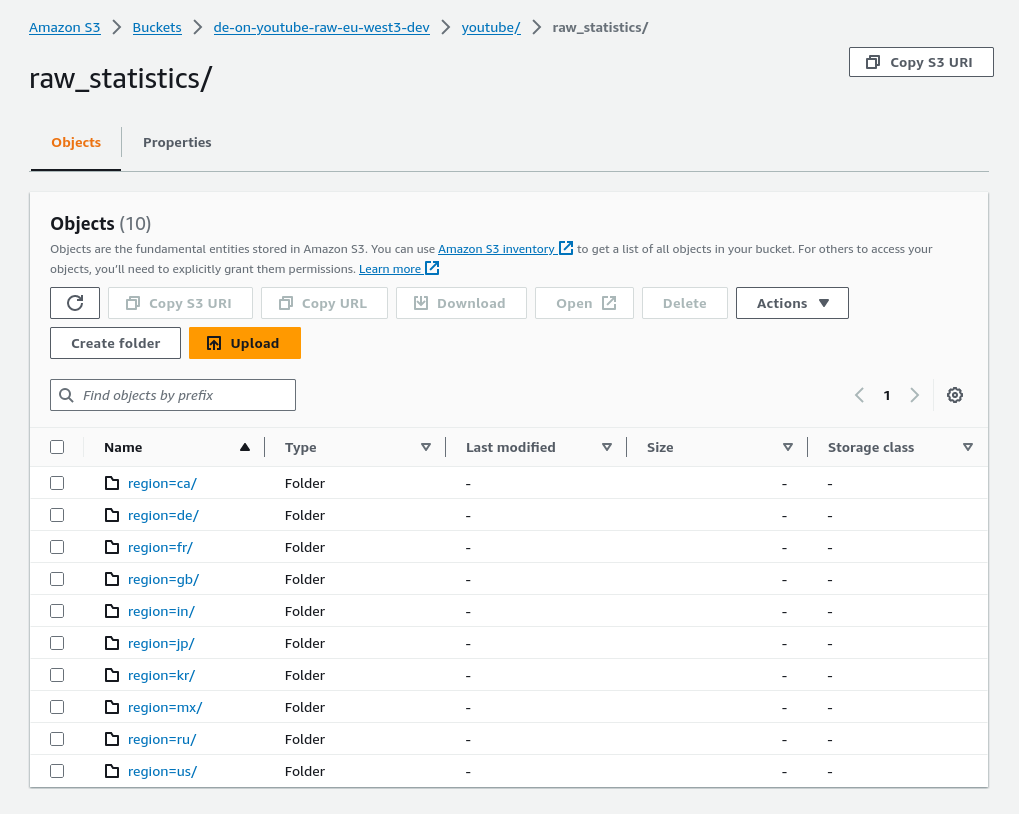 Amazon S3 > Buckets > de-on-youtube-raw-eu-west3-dev > youtube/ > raw_statistics/
raw_statistics/
Copy S3 URI
Objects Properties
Objects (10)
Objects are the fundamental entities stored in Amazon S3. You can use Amazon S3 inventory to get a list of all objects in your bucket. For others to access your
objects, you'll need to explicitly grant them permissions. Learn more
Copy S3 URI Copy URL Download Open Delete Actions
Create folder Upload
Find objects by prefix 1
Name Type Last modified Size Storage class
region=ca/ Folder - - -
region=de/ Folder - - -
region=fr/ Folder - - -
region=gb/ Folder - - -
region=in/ Folder - - -
region=jp/ Folder - - -
region=kr/ Folder - - -
region=mx/ Folder - - -
region=ru/ Folder - - -
region=us/ Folder - - -